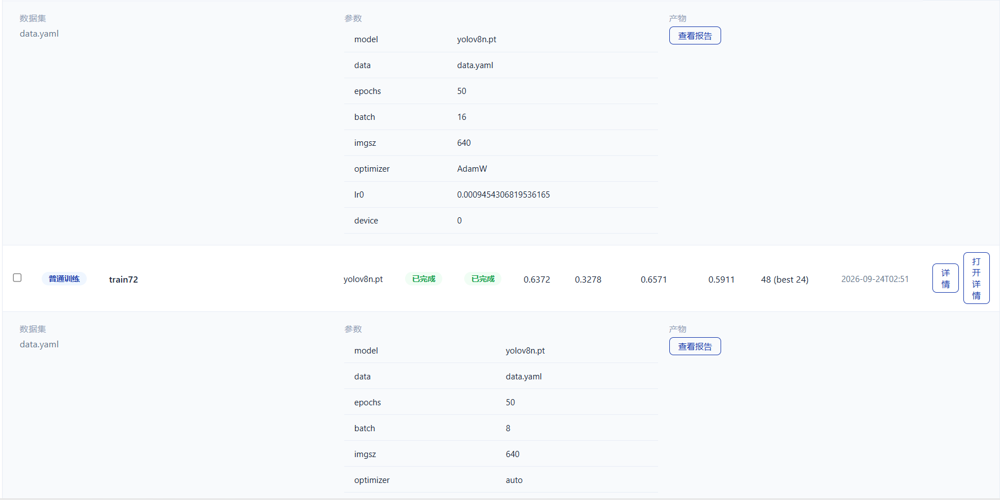 数据集
data.yaml
参数
model yolov8n.pt
data data.yaml
epochs 50
batch 16
imgsz 640
optimizer AdamW
lr0 0.0009454306819536165
device 0
产物
查看报告
普通训练 train72 yolov8n.pt 已完成 已完成 0.6372 0.3278 0.6571 0.5911 48 (best 24) 2026-09-24T02:51
详情
打开详情
数据集
data.yaml
参数
model yolov8n.pt
data data.yaml
epochs 50
batch 8
imgsz 640
optimizer auto
产物
查看报告